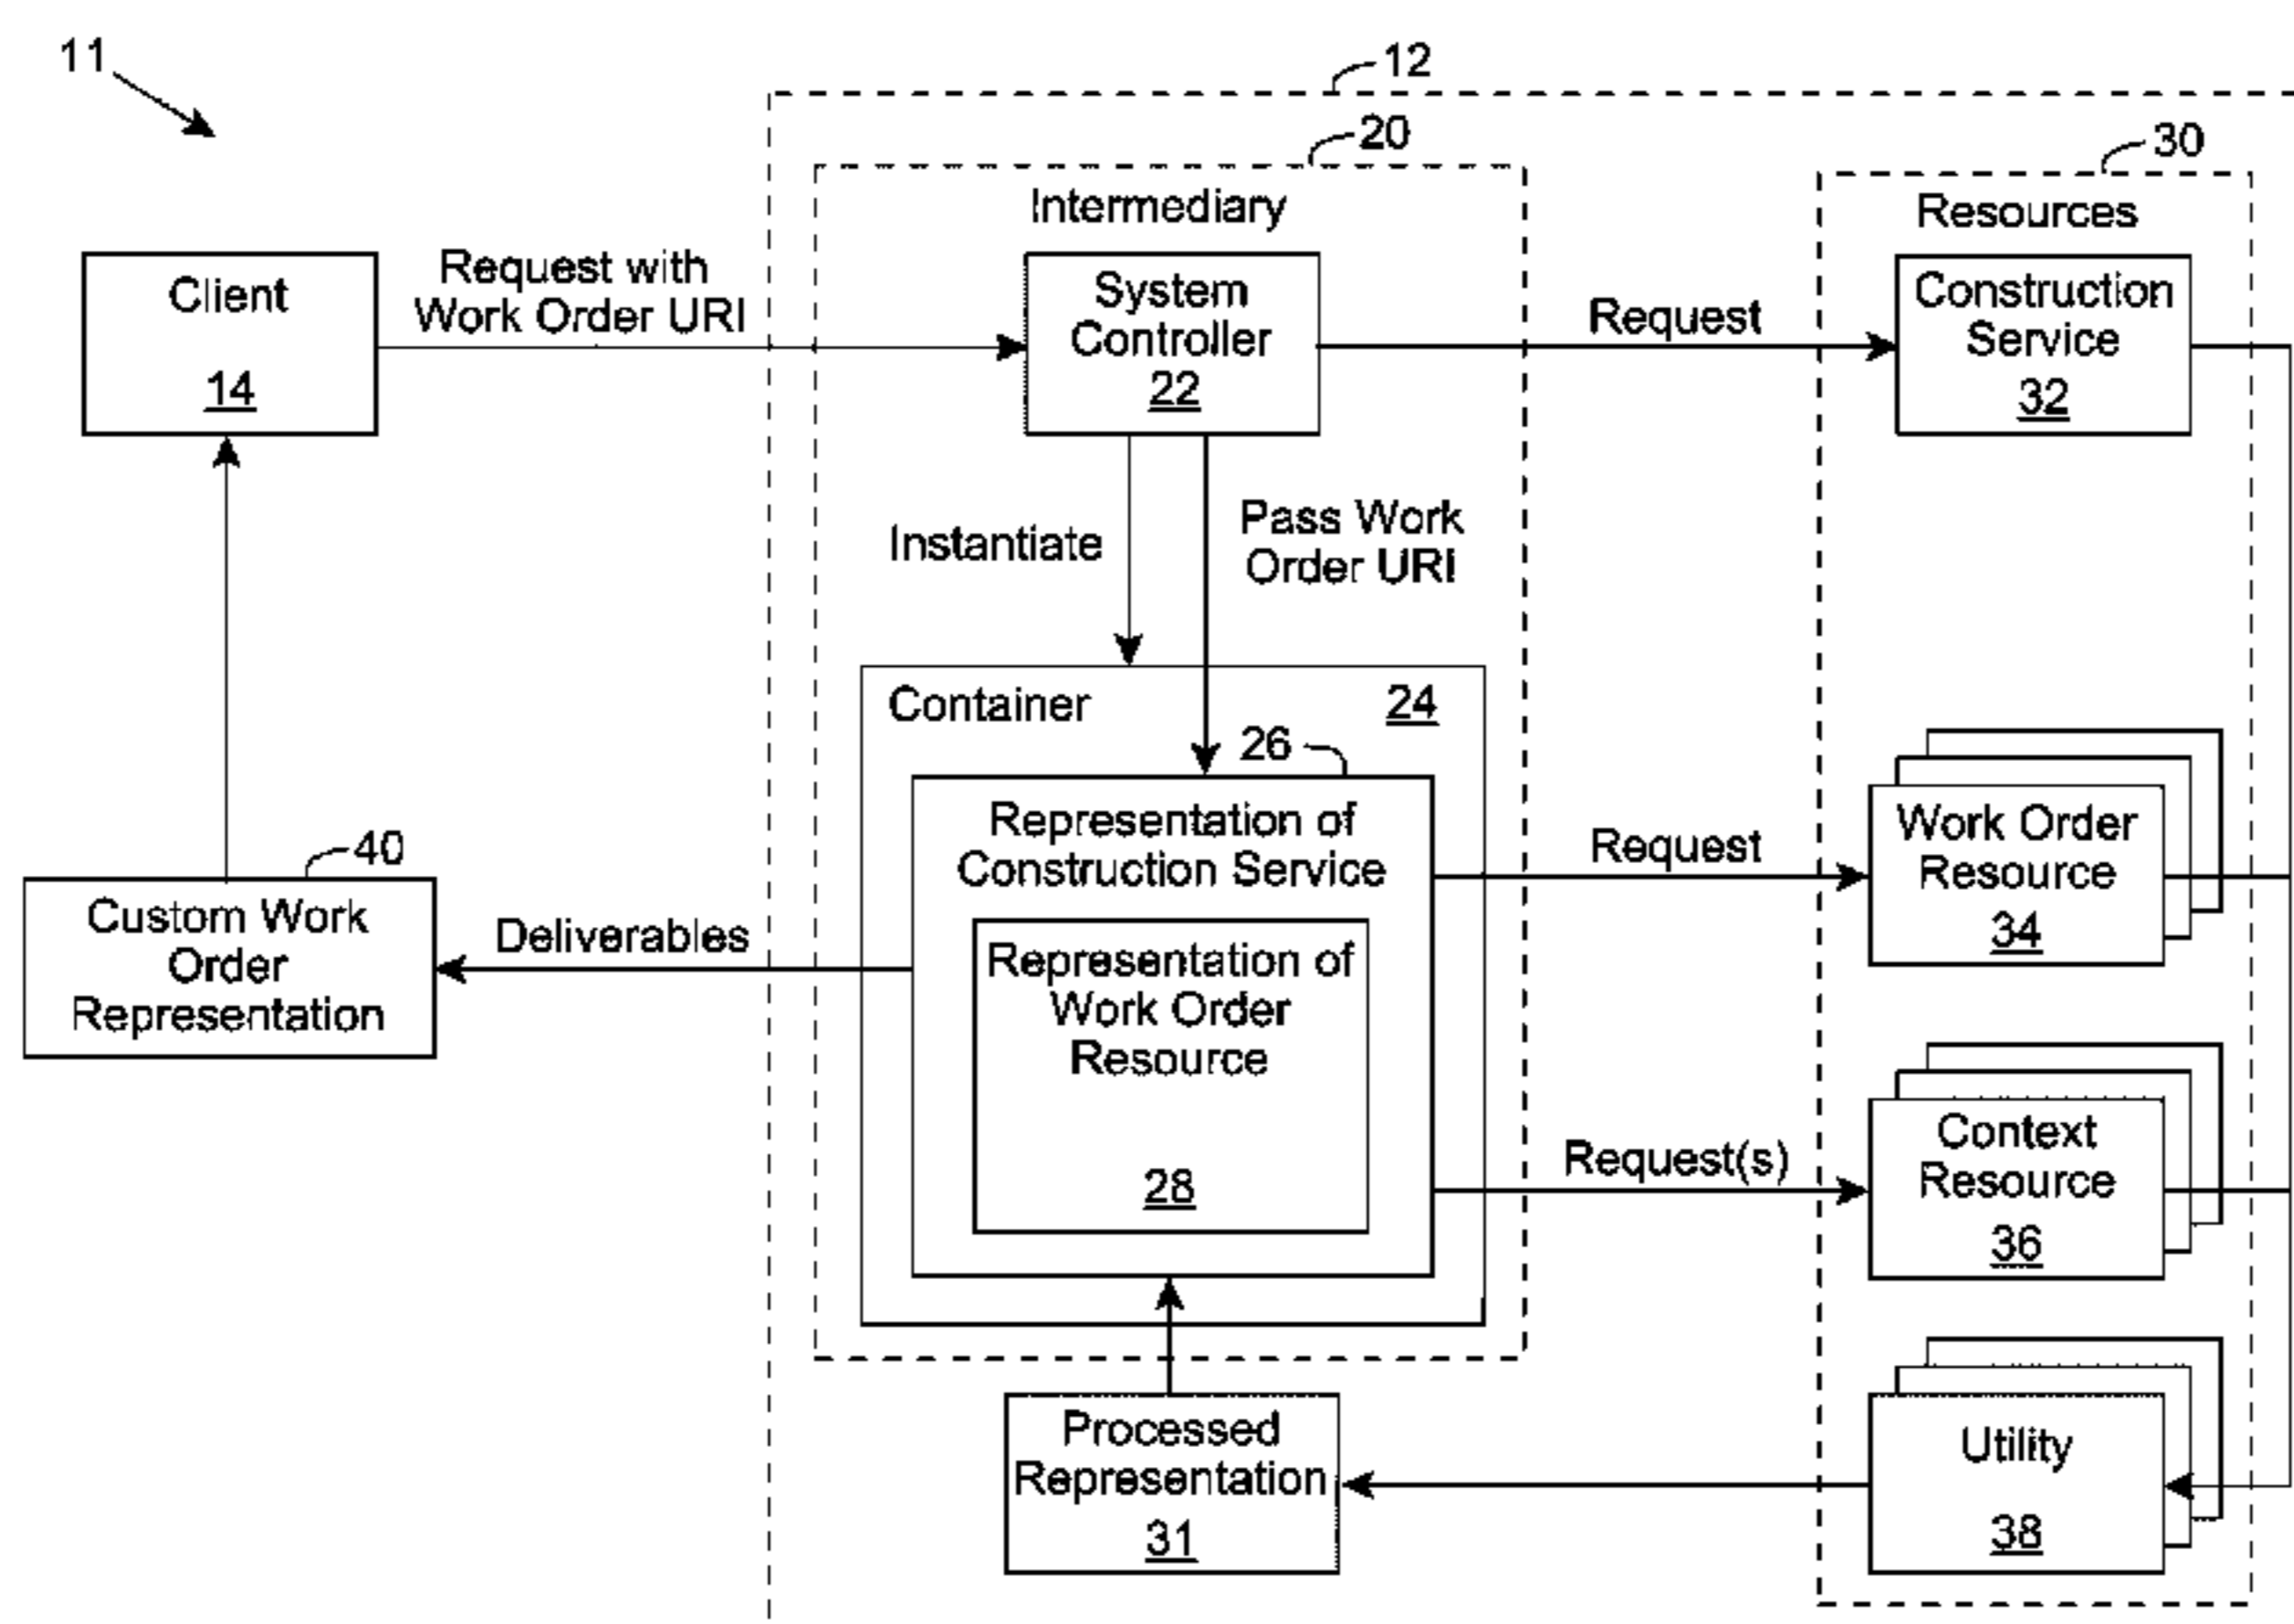 11
12
20
30
Intermediary
Resources
Client
14
Request with
Work Order URI
System
Controller
22
Request
Construction
Service
32
Instantiate
Pass Work
Order URI
Container
24
26
Representation of
Construction Service
Request
Work Order
Resource
34
40
Custom Work
Order
Representation
Deliverables
Representation of
Work Order
Resource
28
Request(s)
Context
Resource
36
Processed
Representation
31
Utility
38